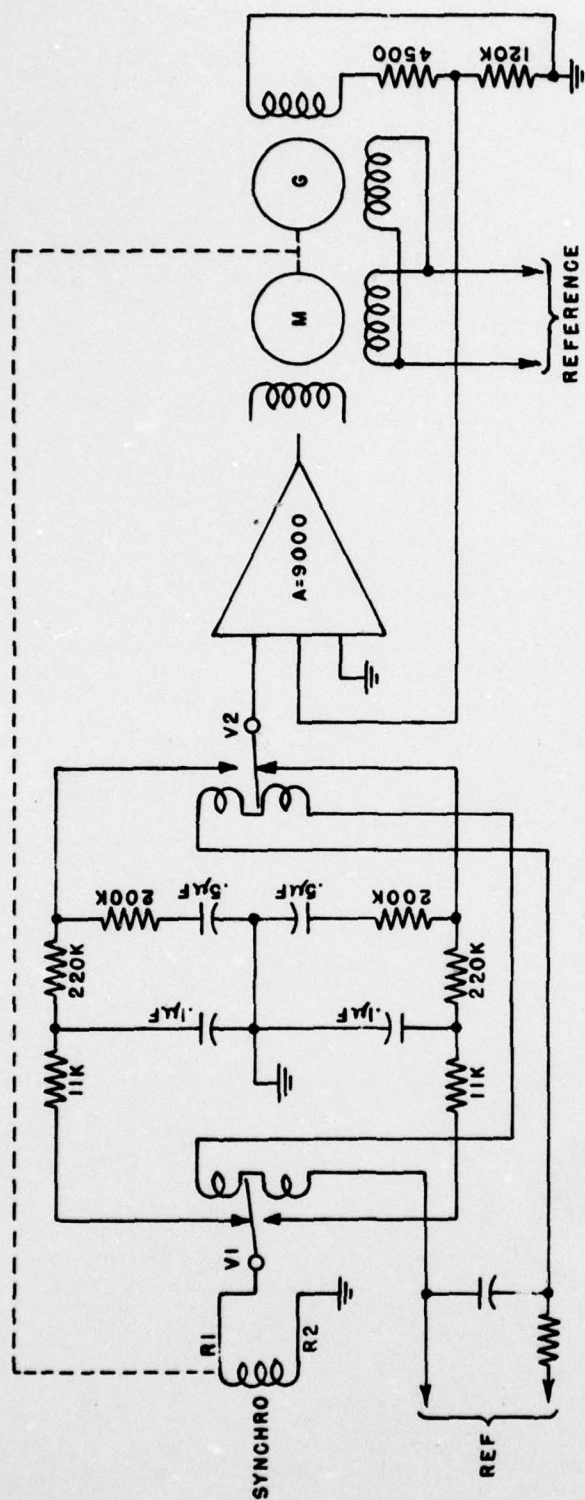 SYNCHRO
R1
R2
V1
REF
11K
220K
200K
.5μF
.1μF
.5μF
.1μF
200K
220K
11K
V2
A=9000
M
G
REFERENCE
4500
120K